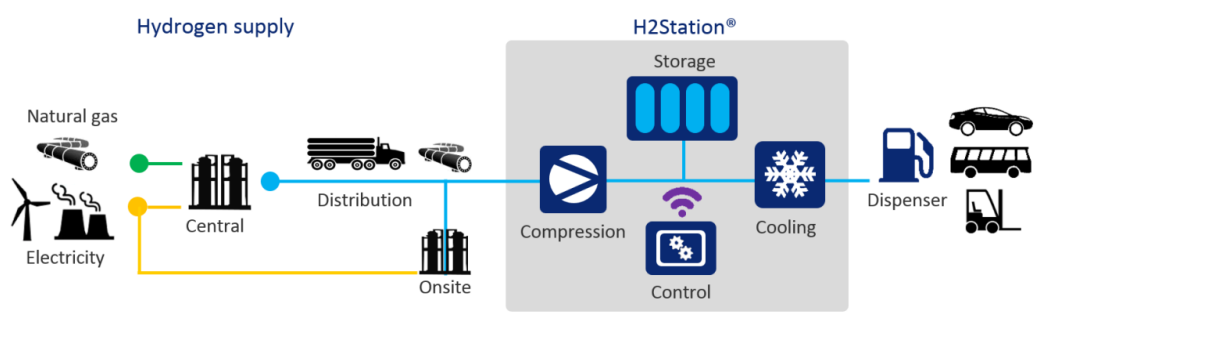 Hydrogen supply
H2Station®
Storage
Natural gas
Distribution
Dispenser
Central
Compression
Cooling
Electricity
Onsite
Control